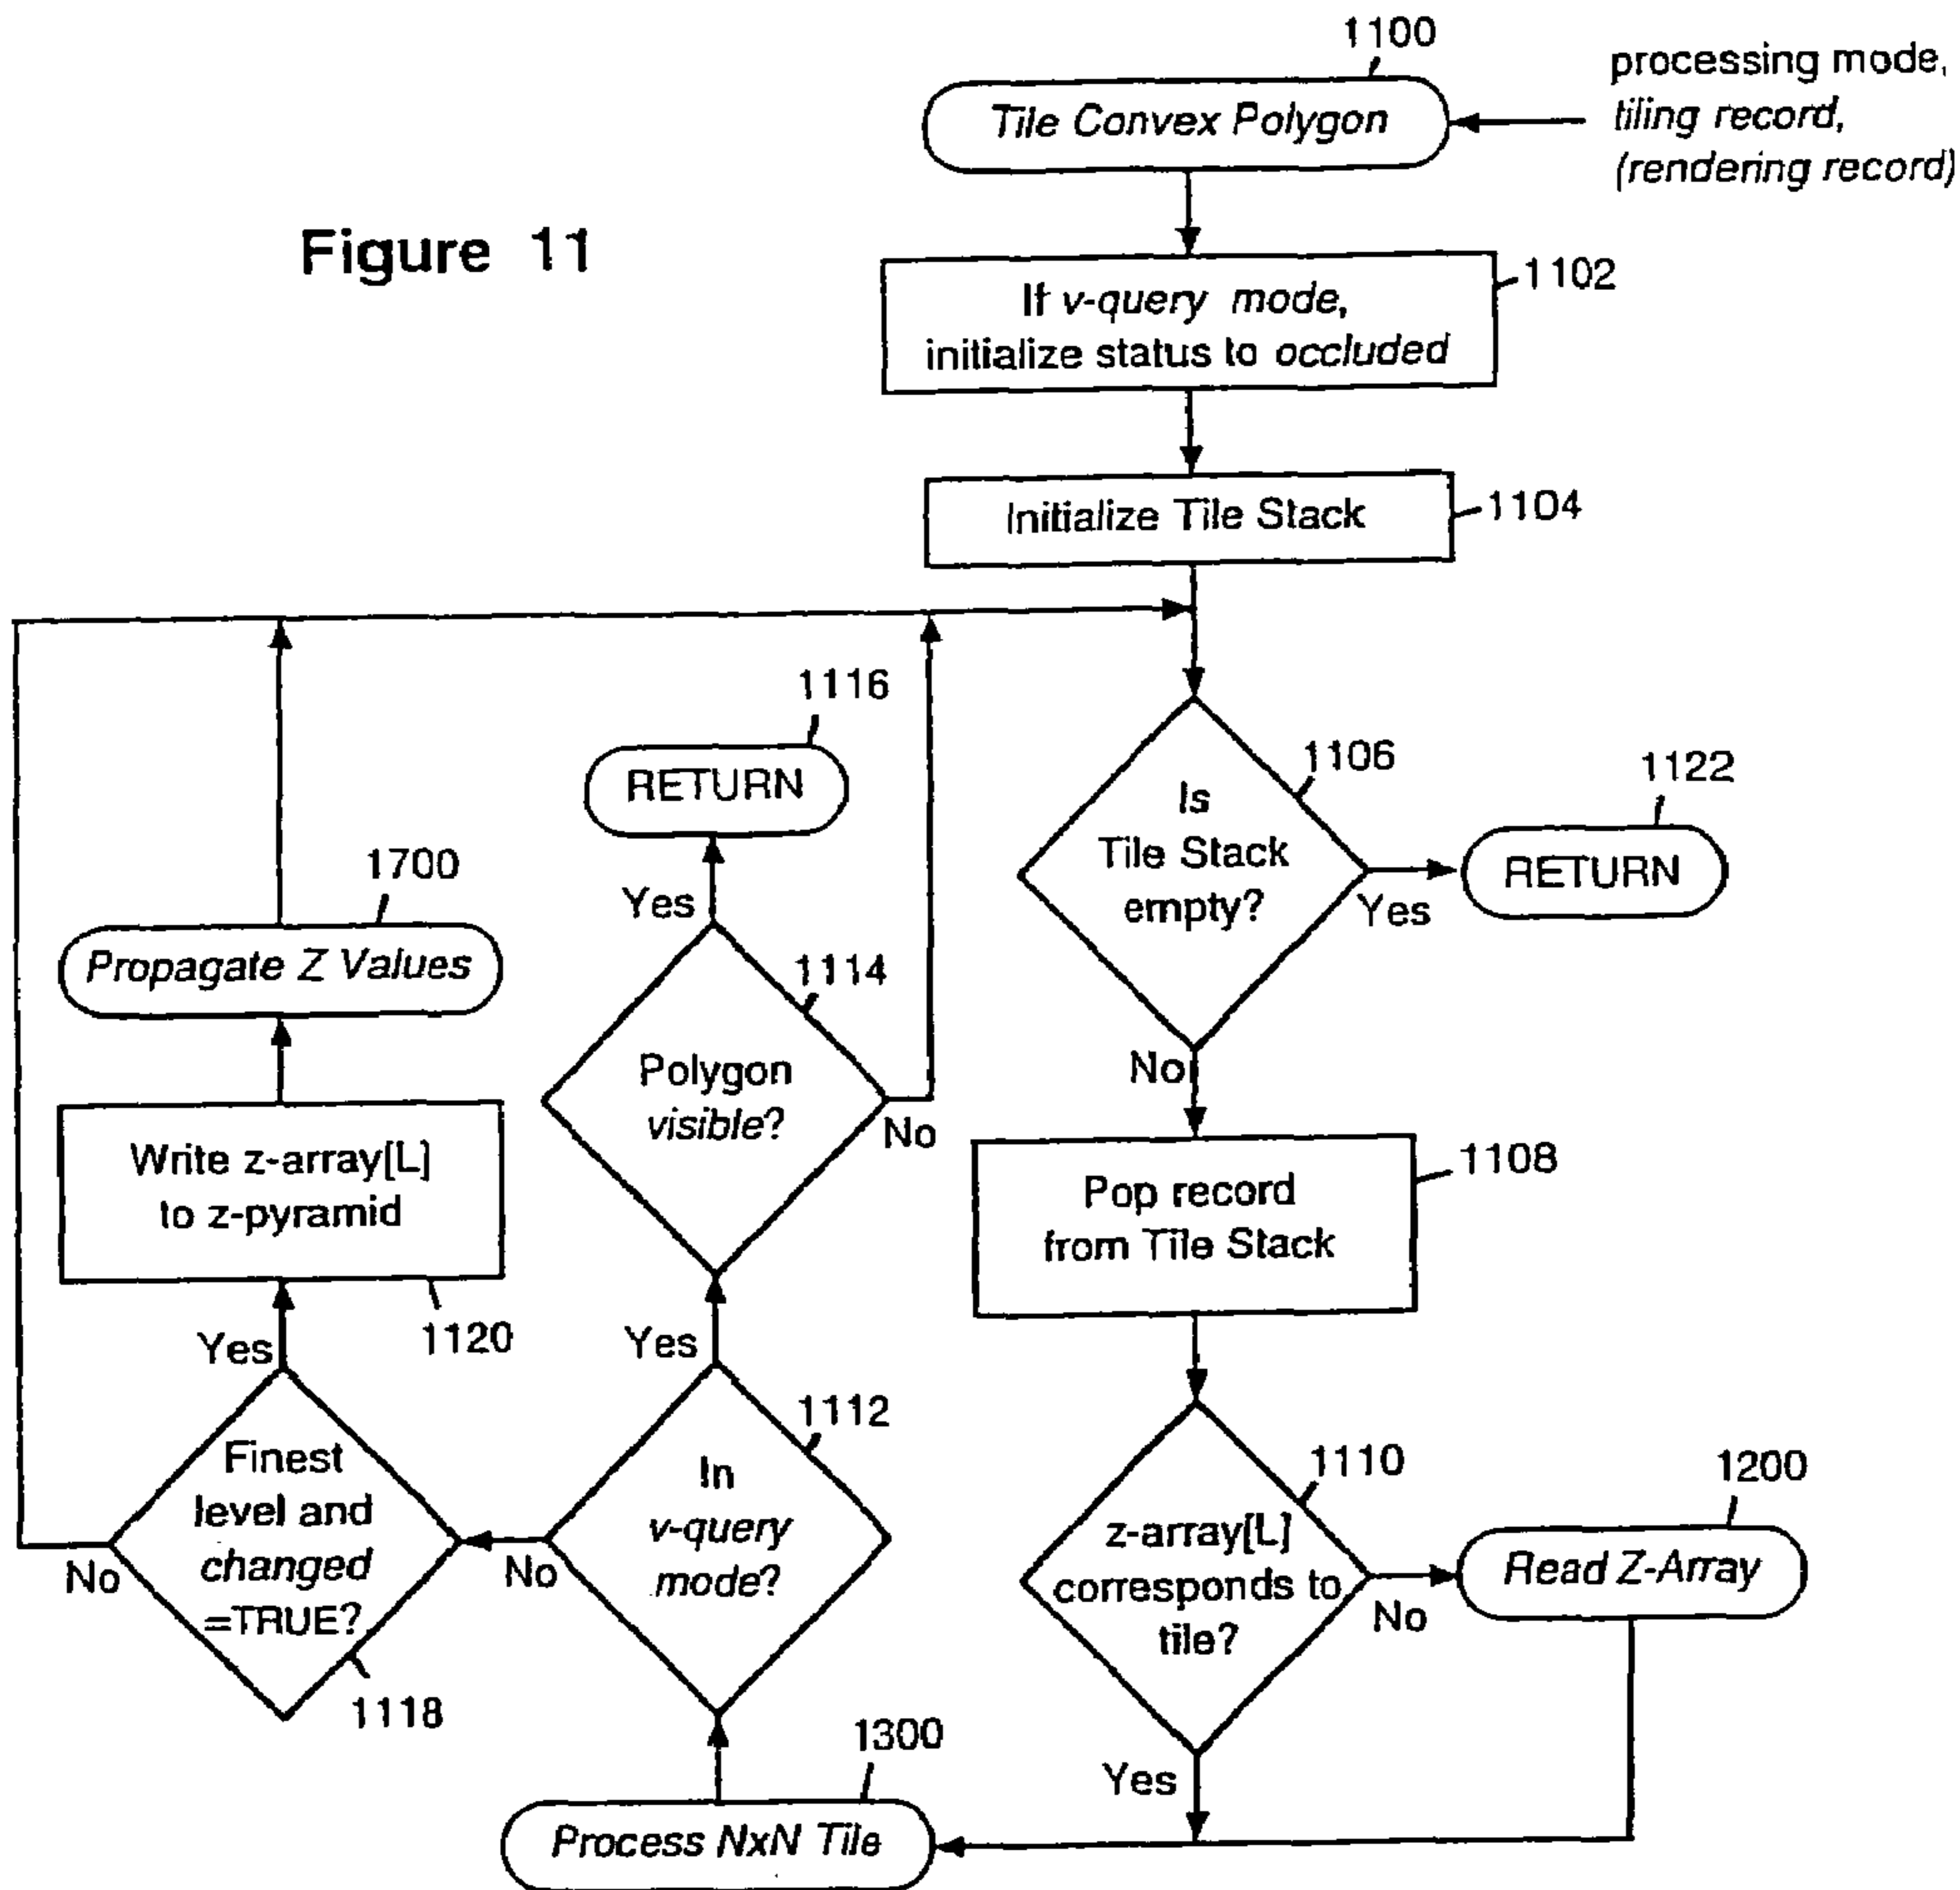 1100
Tile Convex Polygon
processing mode,
tiling record,
(rendering record)
Figure 11
1102
If v-query mode,
initialize status to occluded
Initialize Tile Stack
1104
1116
RETURN
1106
Is
Tile Stack
empty?
Yes
1122
RETURN
No
1700
Propagate Z Values
Yes
1114
Polygon
visible?
No
Write z-array[L]
to z-pyramid
1120
1108
Pop record
from Tile Stack
Yes
Finest
level and
changed
=TRUE?
No
1118
Yes
1112
In
v-query
mode?
No
1110
z-array[L]
corresponds to
tile?
No
1200
Read Z-Array
Yes
1300
Process NxN Tile